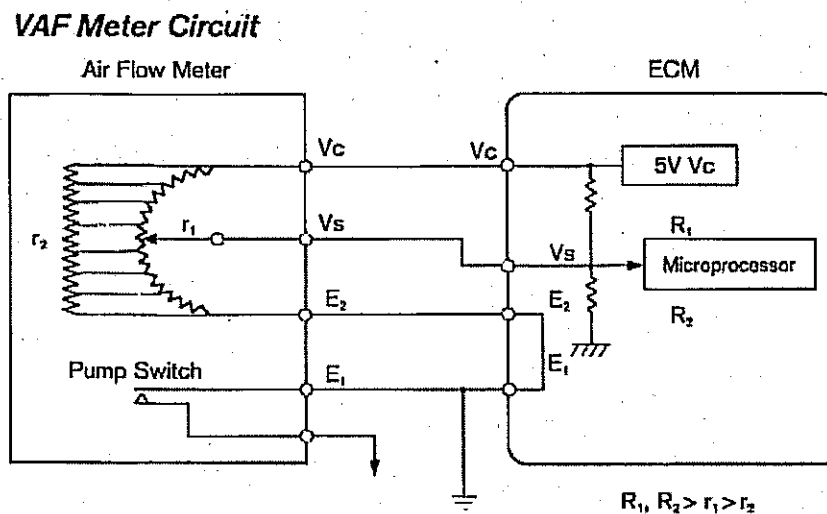 VAF Meter Circuit
Air Flow Meter
ECM
Vc
Vc
5V Vc
r₂
r₁
Vs
Vs
R₁
Microprocessor
E₂
E₂
R₂
Pump Switch
E₁
E₁
R₁, R₂ > r₁ > r₂